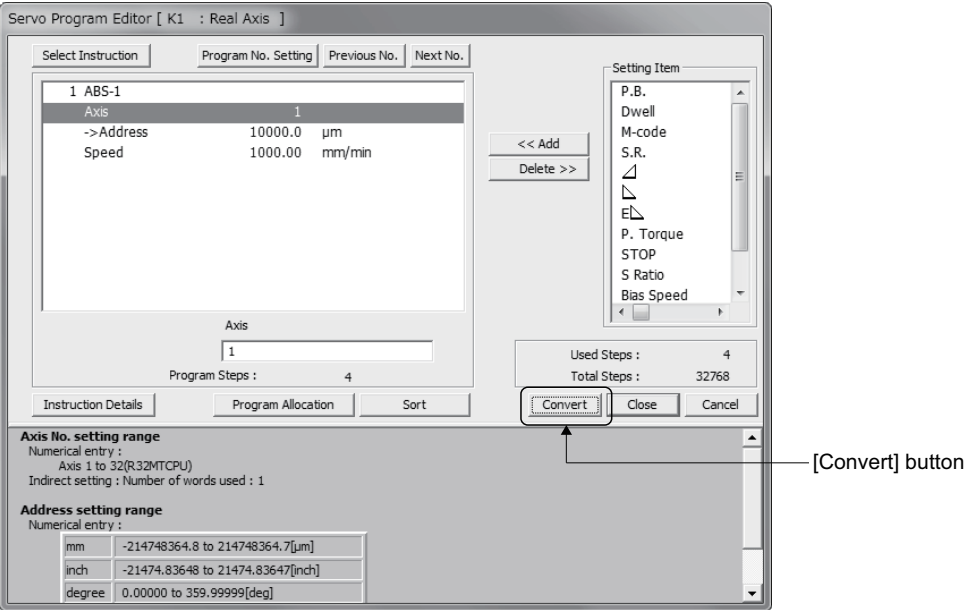 Servo Program Editor [ K1 : Real Axis ]
Select Instruction Program No. Setting Previous No. Next No.
Setting Item
1 ABS-1
Axis 1
->Address 10000.0 µm
Speed 1000.00 mm/min
<< Add
Delete >>
P.B.
Dwell
M-code
S.R.
E
P. Torque
STOP
S Ratio
Bias Speed
Axis
1
Program Steps : 4
Used Steps : 4
Total Steps : 32768
Instruction Details Program Allocation Sort Convert Close Cancel
[Convert] button
Axis No. setting range
Numerical entry :
Axis 1 to 32(R32MTCPU)
Indirect setting : Number of words used : 1
Address setting range
Numerical entry :
mm -214748364.8 to 214748364.7[µm]
inch -21474.83648 to 21474.83647[inch]
degree 0.00000 to 359.99999[deg]